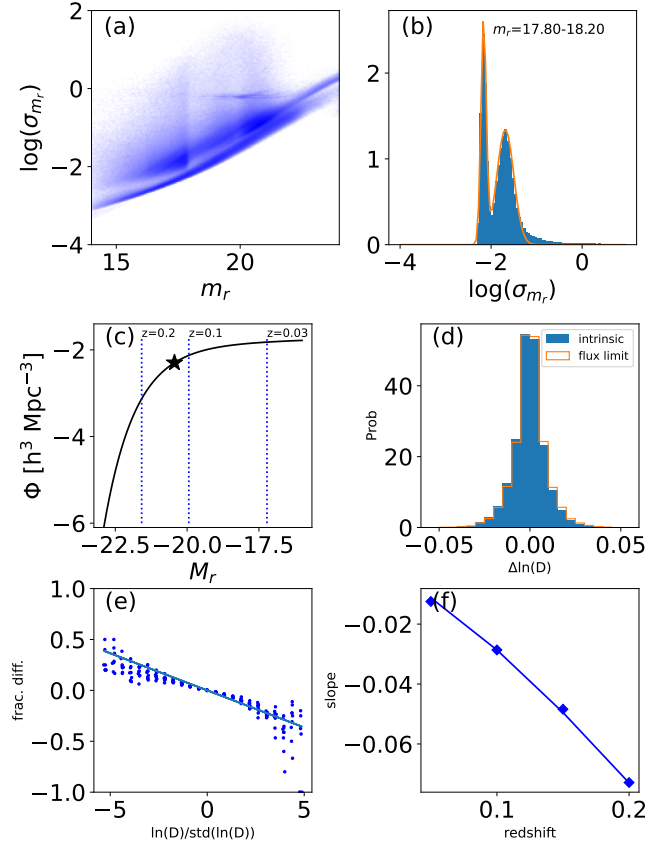 (a)
2
0
−2
−4
log(σ_{m_r})
15
20
m_r
(b)
m_r=17.80-18.20
2
1
0
−4
−2
0
log(σ_{m_r})
(c)
z=0.2
z=0.1
z=0.03
−2
−4
−6
Φ [h³ Mpc⁻³]
−22.5
−20.0
−17.5
M_r
(d)
intrinsic
flux limit
40
20
0
Prob
−0.05
0.00
0.05
Δln(D)
(e)
1.0
0.5
0.0
−0.5
−1.0
frac. diff.
−5
0
5
ln(D)/std(ln(D))
(f)
−0.02
−0.04
−0.06
slope
0.1
0.2
redshift